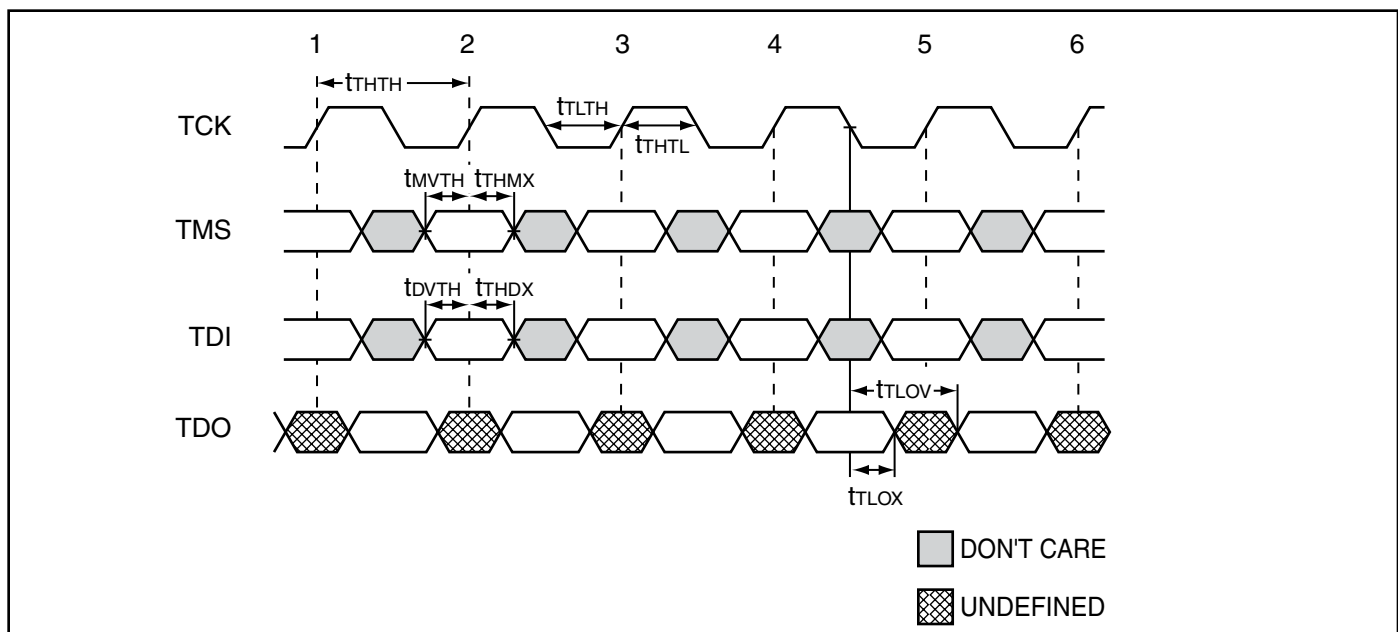 1 2 3 4 5 6
tTHTH
tTLTH
TCK
tTHTL
tMVTH tTHMX
TMS
tDVTH tTHDX
TDI
tTLOV
TDO
tTLOX
DON'T CARE
UNDEFINED